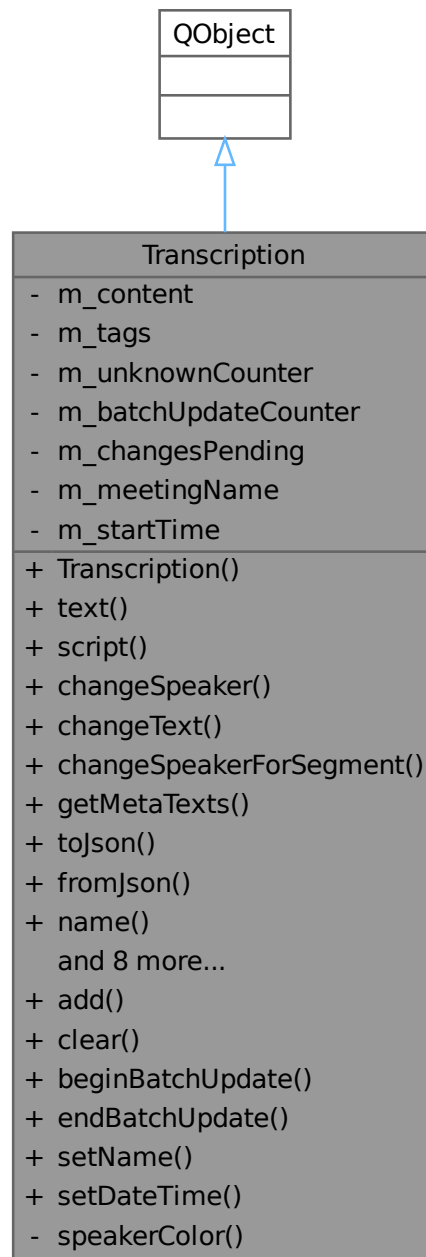 QObject
Transcription
- m_content
- m_tags
- m_unknownCounter
- m_batchUpdateCounter
- m_changesPending
- m_meetingName
- m_startTime
+ Transcription()
+ text()
+ script()
+ changeSpeaker()
+ changeText()
+ changeSpeakerForSegment()
+ getMetaTexts()
+ toJson()
+ fromJson()
+ name()
and 8 more...
+ add()
+ clear()
+ beginBatchUpdate()
+ endBatchUpdate()
+ setName()
+ setDateTime()
- speakerColor()